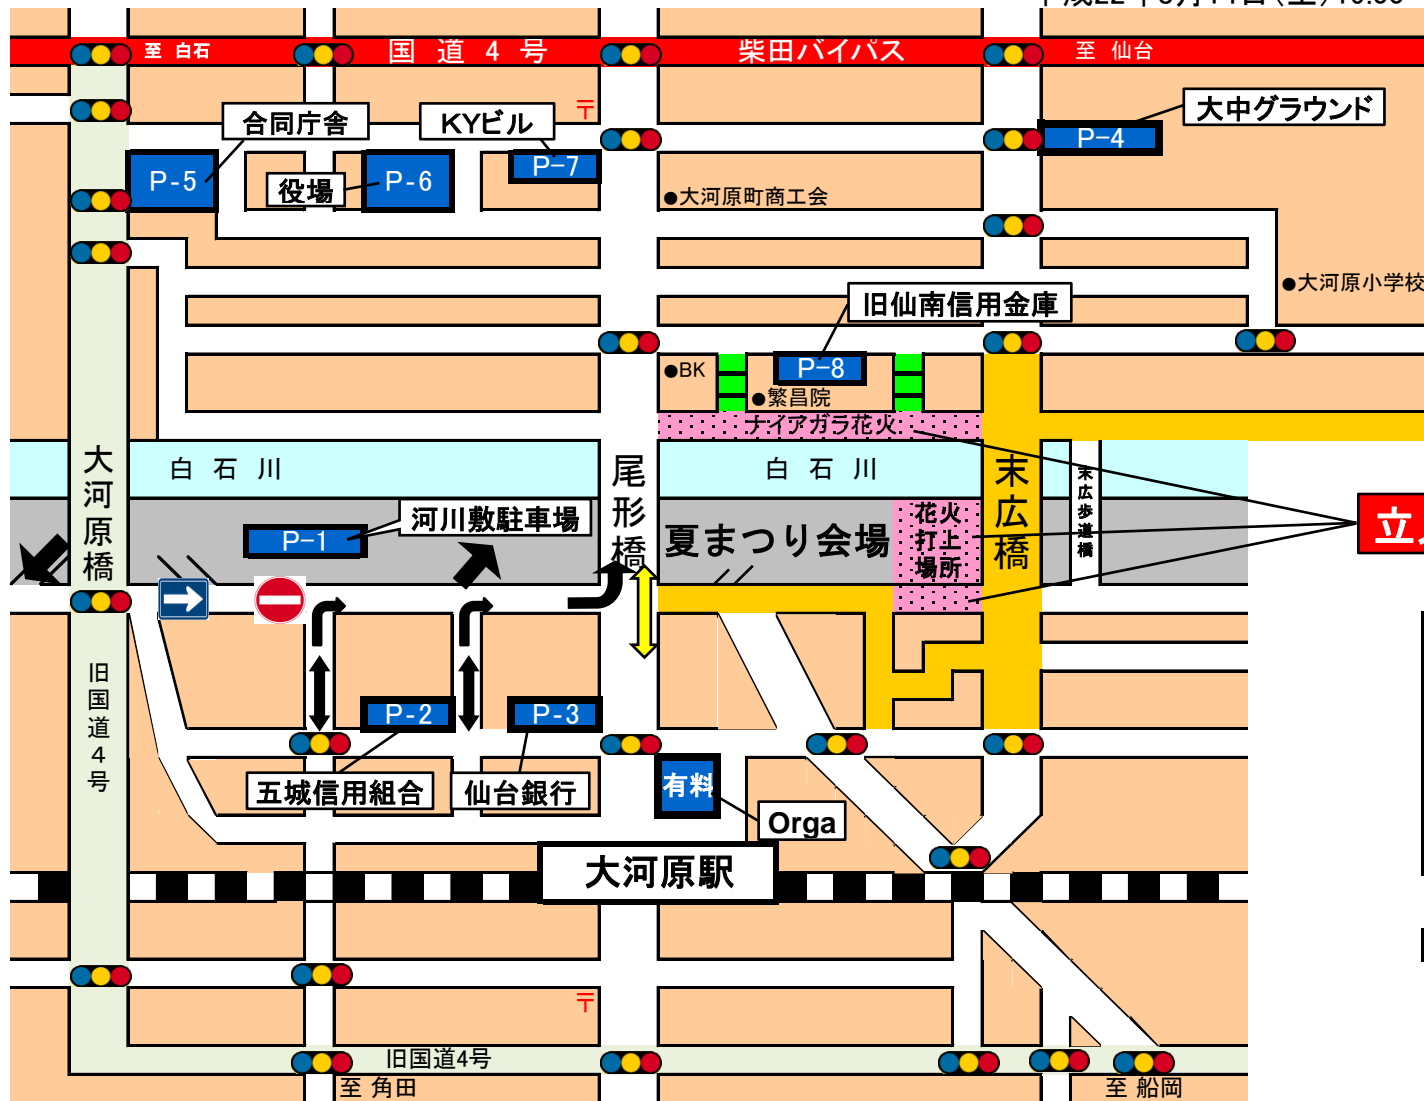 至 白石
国 道 4 号
柴田バイパス
至 仙台
〒
合同庁舎
KYビル
大中グラウンド
P-4
P-5
役場
P-6
P-7
●大河原町商工会
●大河原小学校
旧仙南信用金庫
●BK
P-8
●繁昌院
ナイアガラ花火
大河原橋
白 石 川
尾形橋
白 石 川
末広橋
末広歩道橋
P-1
河川敷駐車場
夏まつり会場
花火
打上
場所
旧国道4号
P-2
P-3
五城信用組合
仙台銀行
有料
Orga
大河原駅
〒
旧国道4号
至 角田
至 船岡